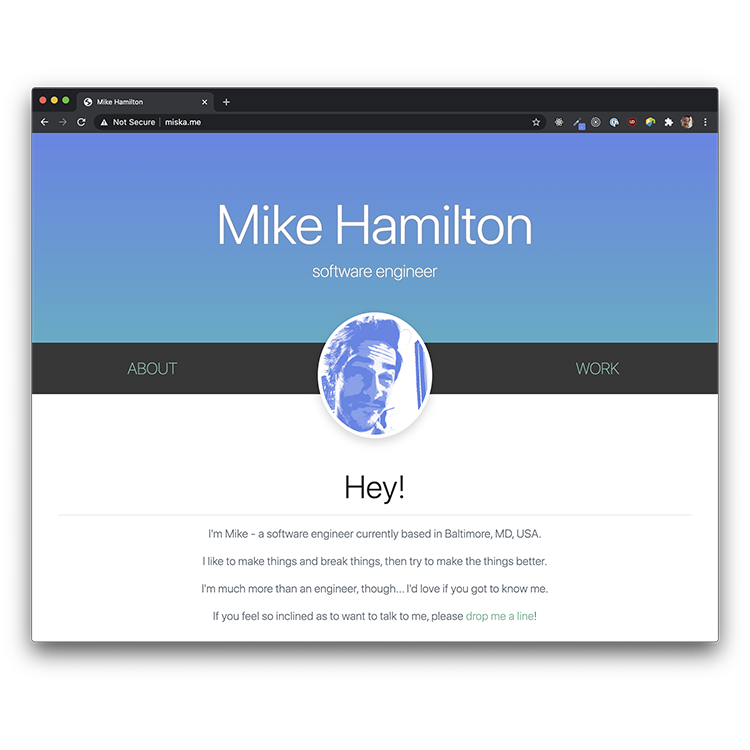 Mike Hamilton
Not Secure | miska.me
Mike Hamilton
software engineer
ABOUT
WORK
Hey!
I'm Mike - a software engineer currently based in Baltimore, MD, USA.
I like to make things and break things, then try to make the things better.
I'm much more than an engineer, though... I'd love if you got to know me.
If you feel so inclined as to want to talk to me, please drop me a line!